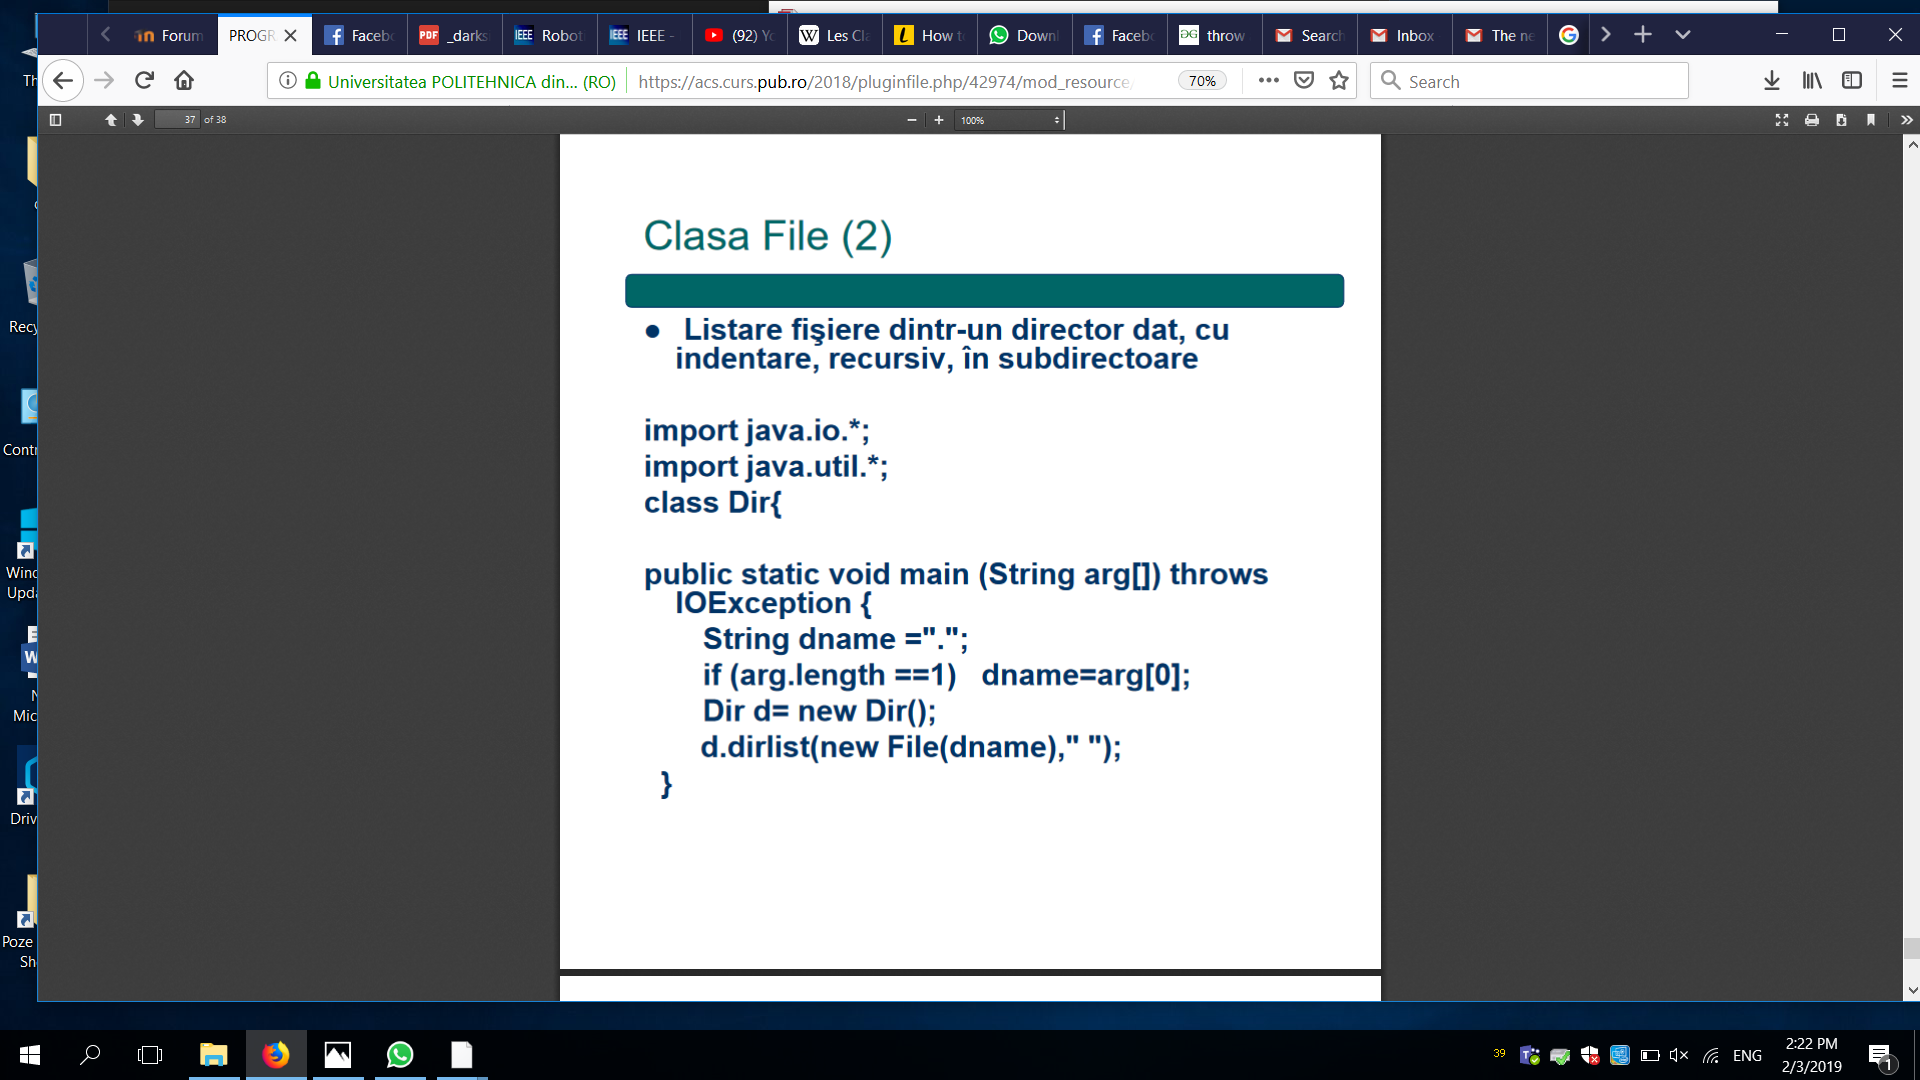 Forum
PROGR
Faceb
_darks
Robot
IEEE -
(92) Yo
Les Cla
How t
Downl
Faceb
throw
Search
Inbox
The ne
Universitatea POLITEHNICA din... (RO)
https://acs.curs.pub.ro/2018/pluginfile.php/42974/mod_resource/
70%
Search
37 of 38
100%
Clasa File (2)
● Listare fişiere dintr-un director dat, cu
indentare, recursiv, în subdirectoare
import java.io.*;
import java.util.*;
class Dir{
public static void main (String arg[]) throws
IOException {
String dname =".";
if (arg.length ==1) dname=arg[0];
Dir d= new Dir();
d.dirlist(new File(dname)," ");
}
Th
Recy
Contr
Wind
Upda
N
Mic
Driv
Poze
Sh
39
ENG
2:22 PM
2/3/2019
1